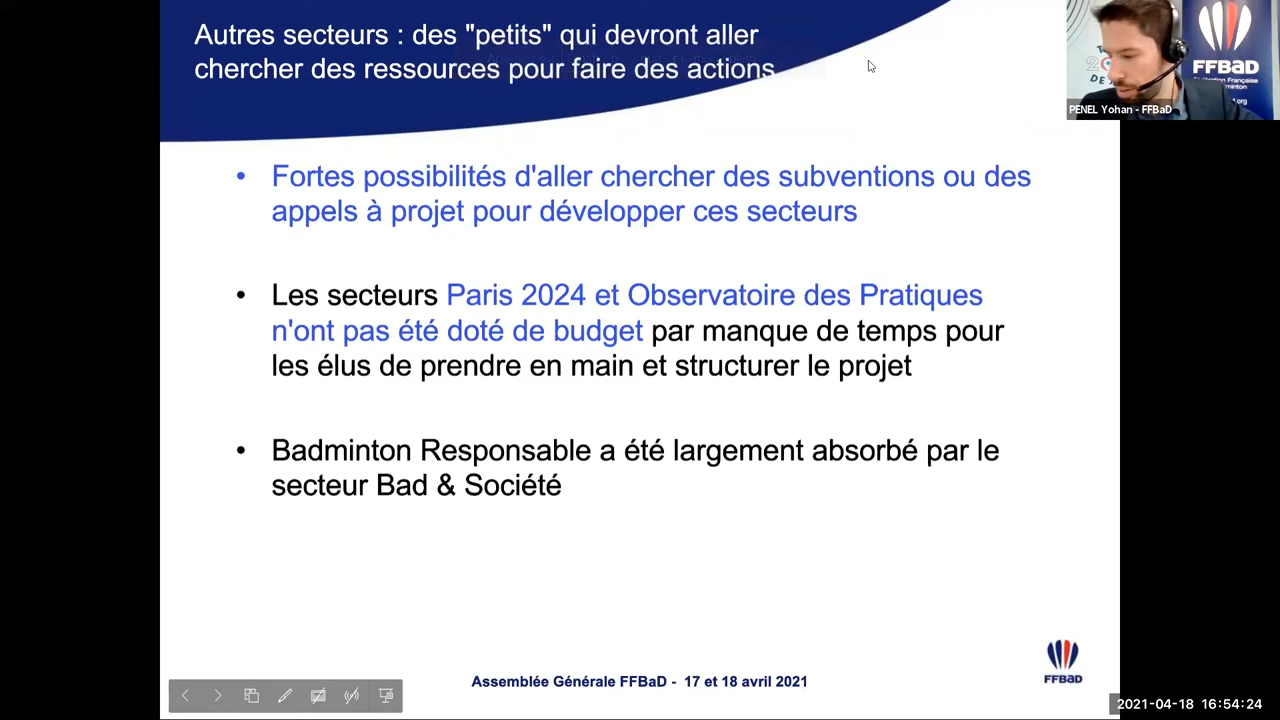 Autres secteurs : des "petits" qui devront aller
chercher des ressources pour faire des actions
FFBaD
Fédération Française
PENEL Yohan - FFBaD
• Fortes possibilités d'aller chercher des subventions ou des
appels à projet pour développer ces secteurs
• Les secteurs Paris 2024 et Observatoire des Pratiques
n'ont pas été doté de budget par manque de temps pour
les élus de prendre en main et structurer le projet
• Badminton Responsable a été largement absorbé par le
secteur Bad & Société
FFBaD
Assemblée Générale FFBaD - 17 et 18 avril 2021
2021-04-18 16:54:24